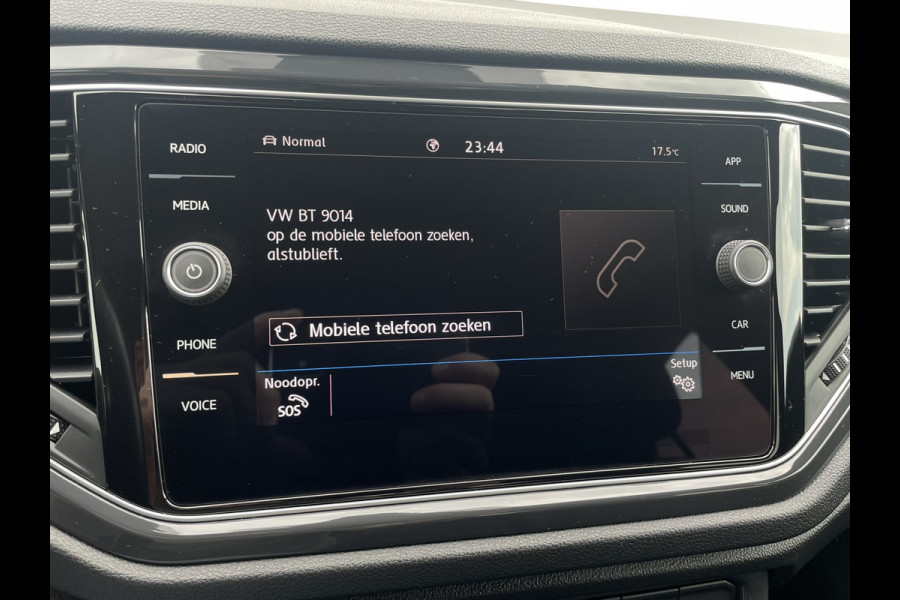 RADIO
MEDIA
PHONE
VOICE
Normal
23:44
17.5°C
VW BT 9014
op de mobiele telefoon zoeken,
alstublieft.
Mobiele telefoon zoeken
Noodopr.
SOS
Setup
APP
SOUND
CAR
MENU